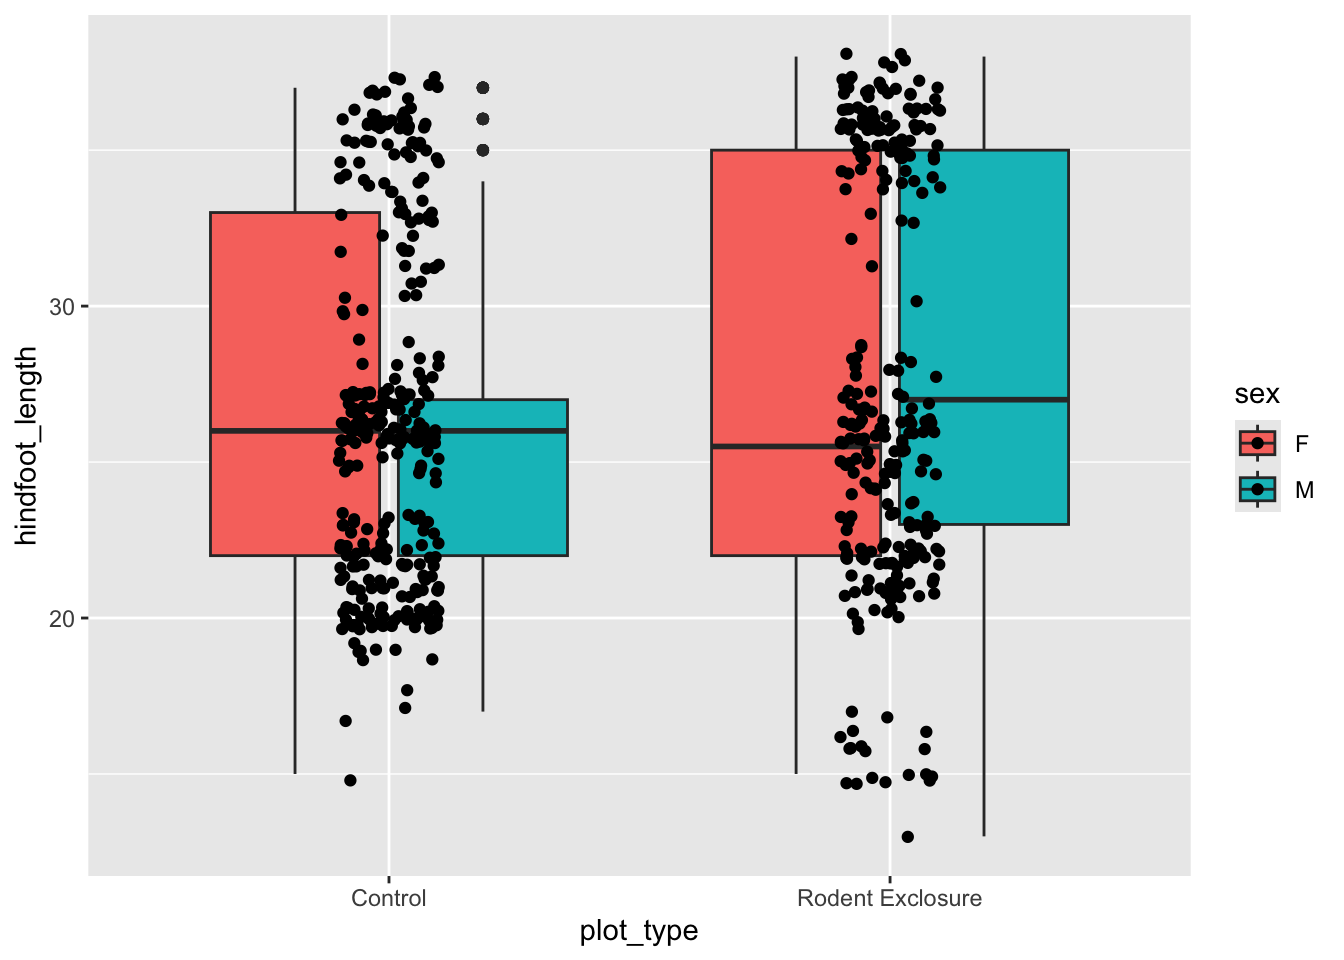 hindfoot_length
30
20
Control
Rodent Exclosure
plot_type
sex
F
M